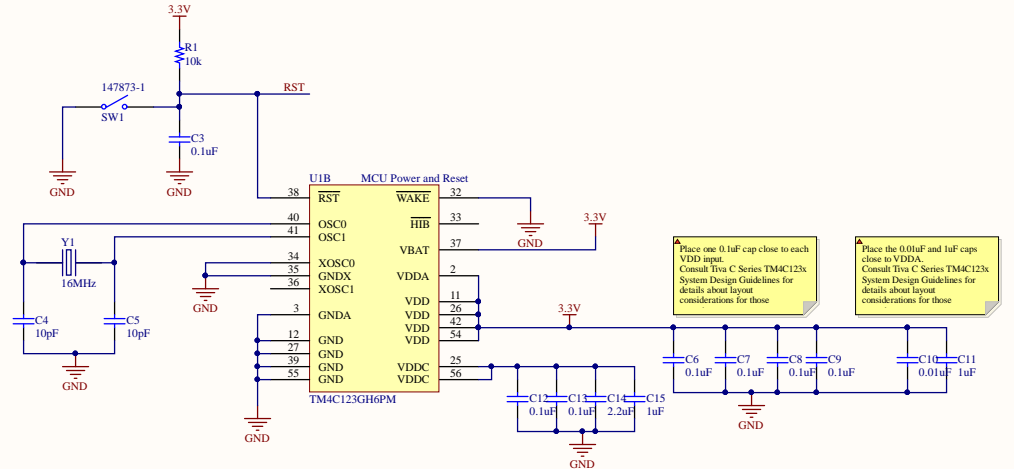 3.3V
R1
10k
147873-1
SW1
RST
C3
0.1uF
GND
GND
U1B
MCU Power and Reset
38
RST
WAKE
32
GND
40
OSC0
HIB
33
41
OSC1
3.3V
VBAT
37
Y1
16MHz
34
XOSC0
35
GNDX
36
XOSC1
GND
VDDA
2
VDD
11
VDD
26
VDD
42
VDD
54
3
GNDA
12
GND
27
GND
39
GND
55
GND
VDDC
25
VDDC
56
TM4C123GH6PM
GND
C4
10pF
C5
10pF
GND
3.3V
Place one 0.1uF cap close to each
VDD input.
Consult Tiva C Series TM4C123x
System Design Guidelines for
details about layout
considerations for those
Place the 0.01uF and 1uF caps
close to VDDA.
Consult Tiva C Series TM4C123x
System Design Guidelines for
details about layout
considerations for those
C6
0.1uF
C7
0.1uF
C8
0.1uF
C9
0.1uF
C10
0.01uF
C11
1uF
GND
C12
0.1uF
C13
0.1uF
C14
2.2uF
C15
1uF
GND